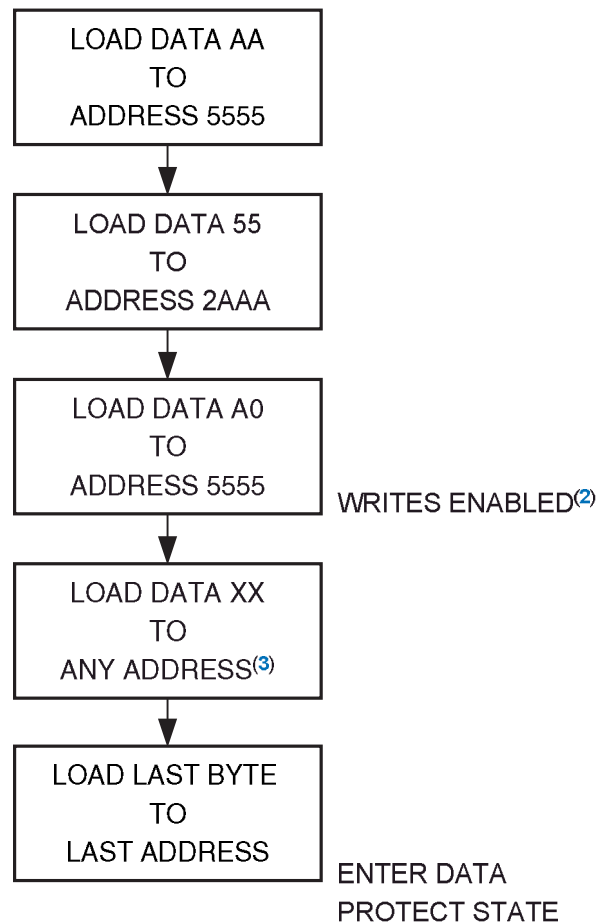 LOAD DATA AA
TO
ADDRESS 5555
LOAD DATA 55
TO
ADDRESS 2AAA
LOAD DATA A0
TO
ADDRESS 5555
WRITES ENABLED(2)
LOAD DATA XX
TO
ANY ADDRESS(3)
LOAD LAST BYTE
TO
LAST ADDRESS
ENTER DATA
PROTECT STATE